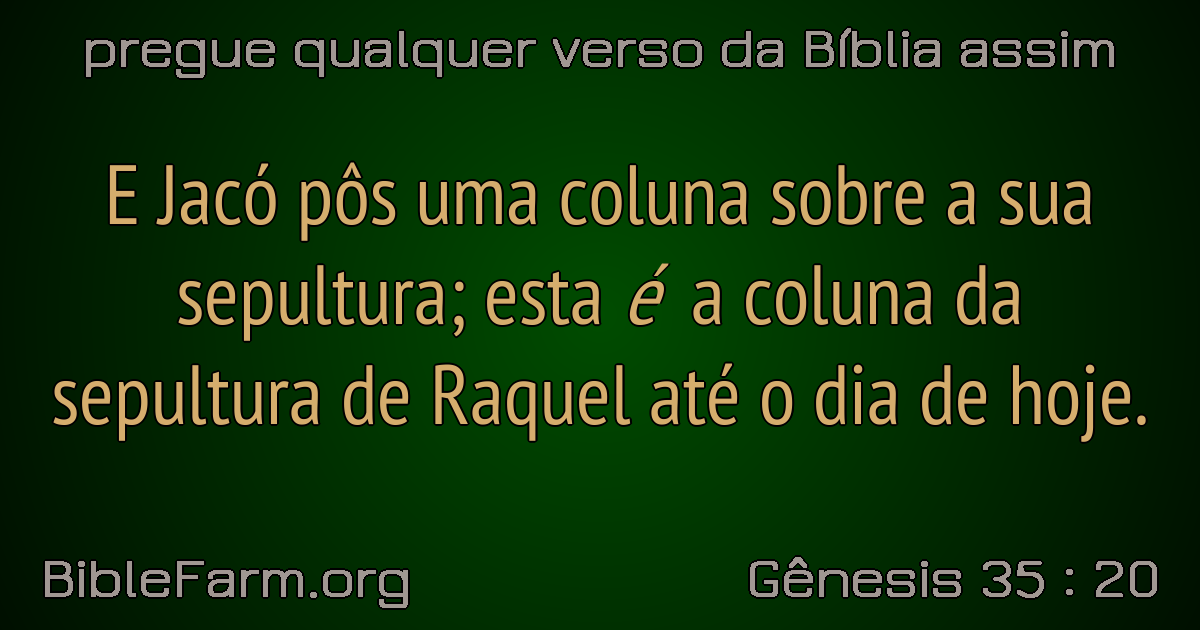 pregue qualquer verso da Bíblia assim
E Jacó pôs uma coluna sobre a sua
sepultura; esta é a coluna da
sepultura de Raquel até o dia de hoje.
BibleFarm.org
Gênesis 35 : 20